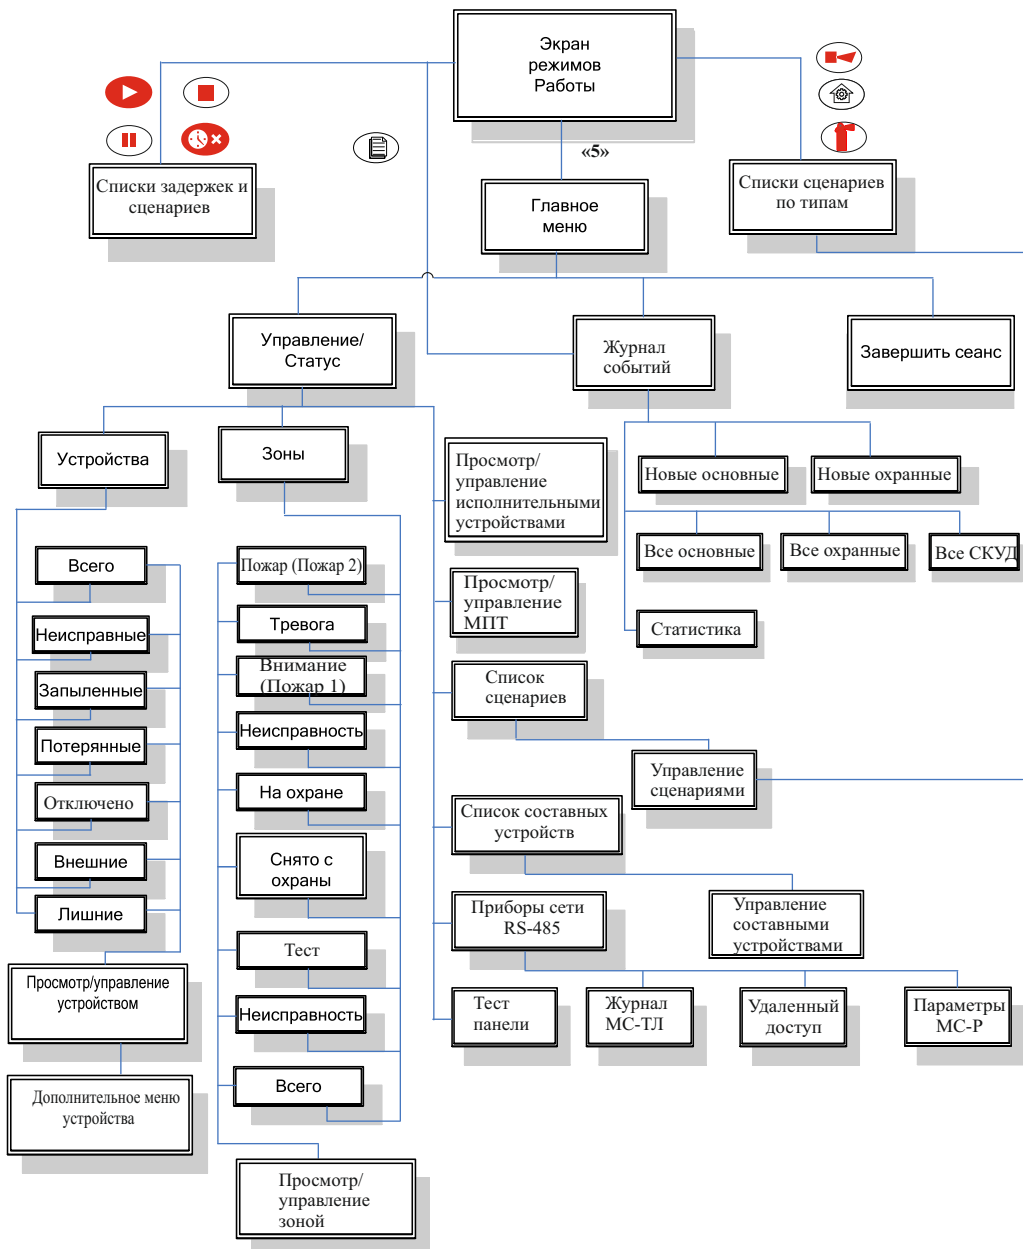 Экран
режимов
Работы
«5»
Списки задержек и
сценариев
Списки сценариев
по типам
Главное
меню
Управление/
Статус
Журнал
событий
Завершить сеанс
Устройства
Зоны
Просмотр/
управление
исполнительными
устройствами
Новые основные
Новые охранные
Все основные
Все охранные
Все СКУД
Статистика
Всего
Неисправные
Запыленные
Потерянные
Отключено
Внешние
Лишние
Просмотр/управление
устройством
Дополнительное меню
устройства
Пожар (Пожар 2)
Тревога
Внимание
(Пожар 1)
Неисправность
На охране
Снято с
охраны
Тест
Неисправность
Всего
Просмотр/
управление
зоной
Просмотр/
управление
МПТ
Список
сценариев
Управление
сценариями
Список составных
устройств
Управление
составными
устройствами
Приборы сети
RS-485
Тест
панели
Журнал
МС-ТЛ
Удаленный
доступ
Параметры
МС-Р